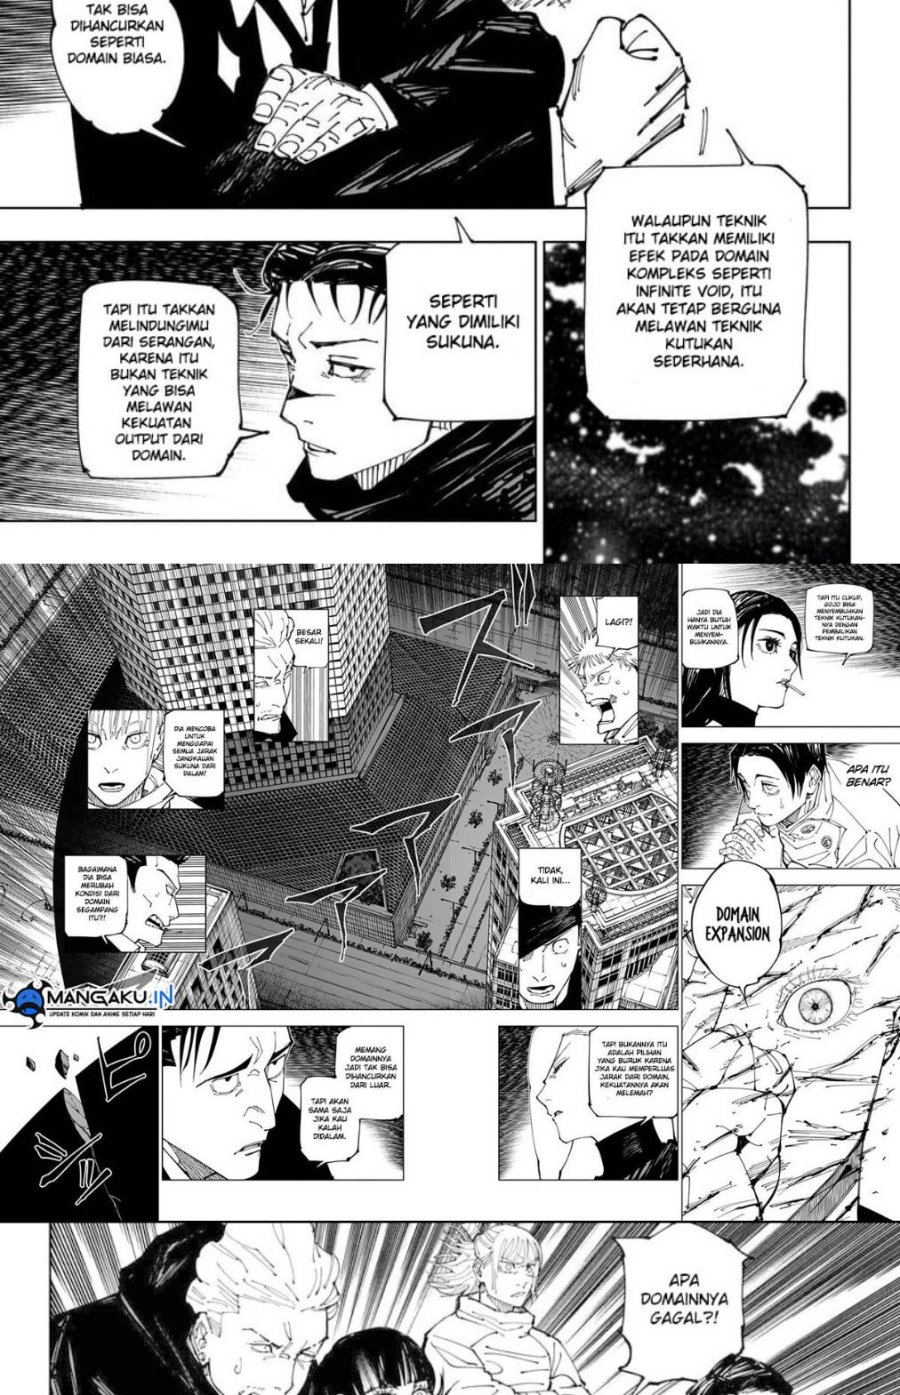 TAK BISA
DIHANCURKAN
SEPERTI
DOMAIN BIASA.
WALAUPUN TEKNIK
ITU TAKKAN MEMILIKI
EFEK PADA DOMAIN
KOMPLEKS SEPERTI
INFINITE VOID, ITU
AKAN TETAP BERGUNA
MELAWAN TEKNIK
KUTUKAN
SEDERHANA.
SEPERTI
YANG DIMILIKI
SUKUNA.
TAPI ITU TAKKAN
MELINDUNGIMU
DARI SERANGAN,
KARENA ITU
BUKAN TEKNIK
YANG BISA
MELAWAN
KEKUATAN
OUTPUT DARI
DOMAIN.
TAPI ITU CUKUP,
GOJO BISA
MENYEMBUHKAN
TEKNIK KUTUKAN-
NYA DENGAN
PEMBALIKAN
TEKNIK KUTUKAN.
JADI DIA
HANYA BUTUH
WAKTU UNTUK
MENYEM-
BUHKANNYA.
APA ITU
BENAR?
DOMAIN
EXPANSION
LAGI?!
BESAR
SEKALI!
DIA MENCOBA
UNTUK
MENGGAPAI
SEMUA JARAK
JANGKAUAN
SUKUNA DARI
DALAM!
BAGAIMANA
DIA BISA
MERUBAH
KONDISI DARI
DOMAIN
SEGAMPANG
ITU?!
TIDAK,
KALI INI...
MANGAKU.IN
UPDATE KOMIK DAN ANIME SETIAP HARI
TAPI BUKANNYA ITU
ADALAH PILIHAN
YANG BURUK KARENA
JIKA KAU MEMPERLUAS
JARAK DARI DOMAIN,
KEKUATANNYA AKAN
MELEMAH?
MEMANG
DOMAINNYA
JADI TAK BISA
DIHANCURKAN
DARI LUAR.
TAPI AKAN
SAMA SAJA
JIKA KAU
KALAH
DIDALAM.
APA
DOMAINNYA
GAGAL?!